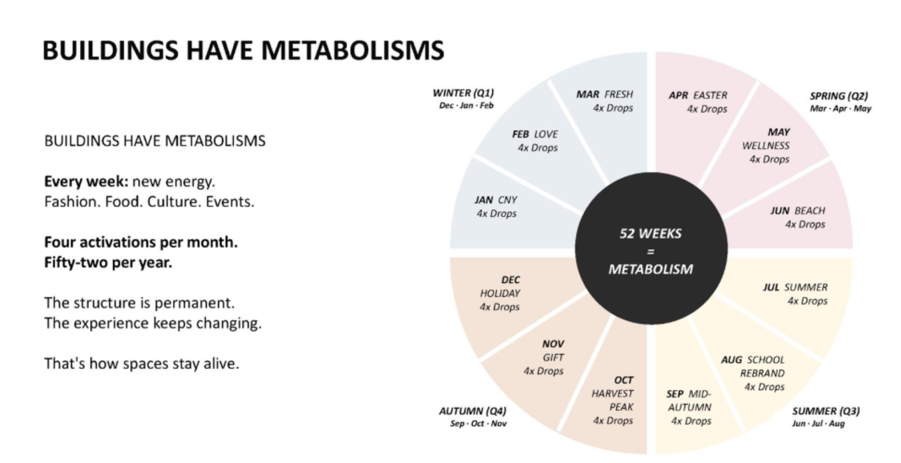 BUILDINGS HAVE METABOLISMS
BUILDINGS HAVE METABOLISMS
Every week: new energy.
Fashion. Food. Culture. Events.
Four activations per month.
Fifty-two per year.
The structure is permanent.
The experience keeps changing.
That's how spaces stay alive.
WINTER (Q1)
Dec · Jan · Feb
JAN CNY
4x Drops
FEB LOVE
4x Drops
MAR FRESH
4x Drops
SPRING (Q2)
Mar · Apr · May
APR EASTER
4x Drops
MAY
WELLNESS
4x Drops
JUN BEACH
4x Drops
52 WEEKS
=
METABOLISM
JUL SUMMER
4x Drops
AUG SCHOOL
REBRAND
4x Drops
SEP MID-
AUTUMN
4x Drops
SUMMER (Q3)
Jun · Jul · Aug
OCT
HARVEST
PEAK
4x Drops
NOV
GIFT
4x Drops
DEC
HOLIDAY
4x Drops
AUTUMN (Q4)
Sep · Oct · Nov